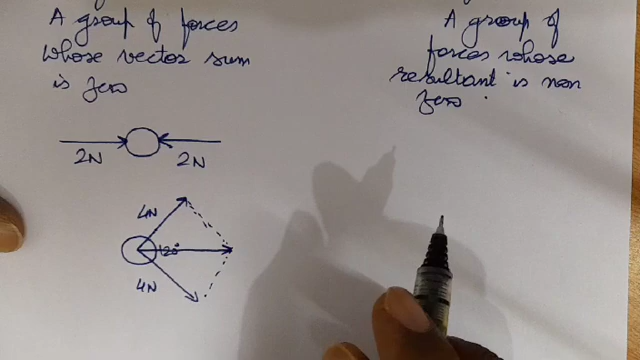 A group of forces
whose vector sum
is zero
2N
2N
4N
120°
4N
A group of
forces whose
resultant is non
zero.